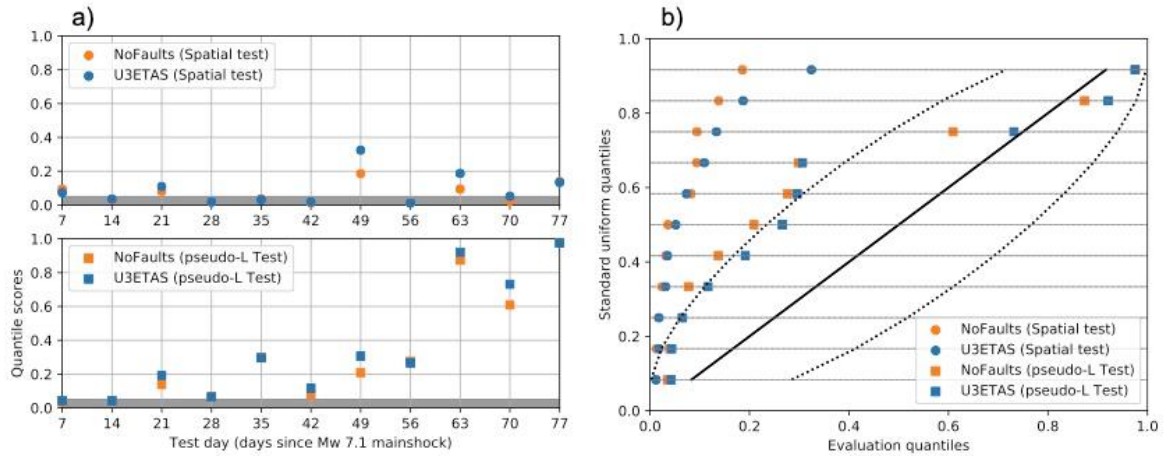 a)
1.0
0.8
0.6
0.4
0.2
0.0
NoFaults (Spatial test)
U3ETAS (Spatial test)
7 14 21 28 35 42 49 56 63 70 77
Quantile scores
1.0
0.8
0.6
0.4
0.2
0.0
NoFaults (pseudo-L Test)
U3ETAS (pseudo-L Test)
7 14 21 28 35 42 49 56 63 70 77
Test day (days since Mw 7.1 mainshock)
b)
Standard uniform quantiles
1.0
0.8
0.6
0.4
0.2
0.0
NoFaults (Spatial test)
U3ETAS (Spatial test)
NoFaults (pseudo-L Test)
U3ETAS (pseudo-L Test)
0.0 0.2 0.4 0.6 0.8 1.0
Evaluation quantiles